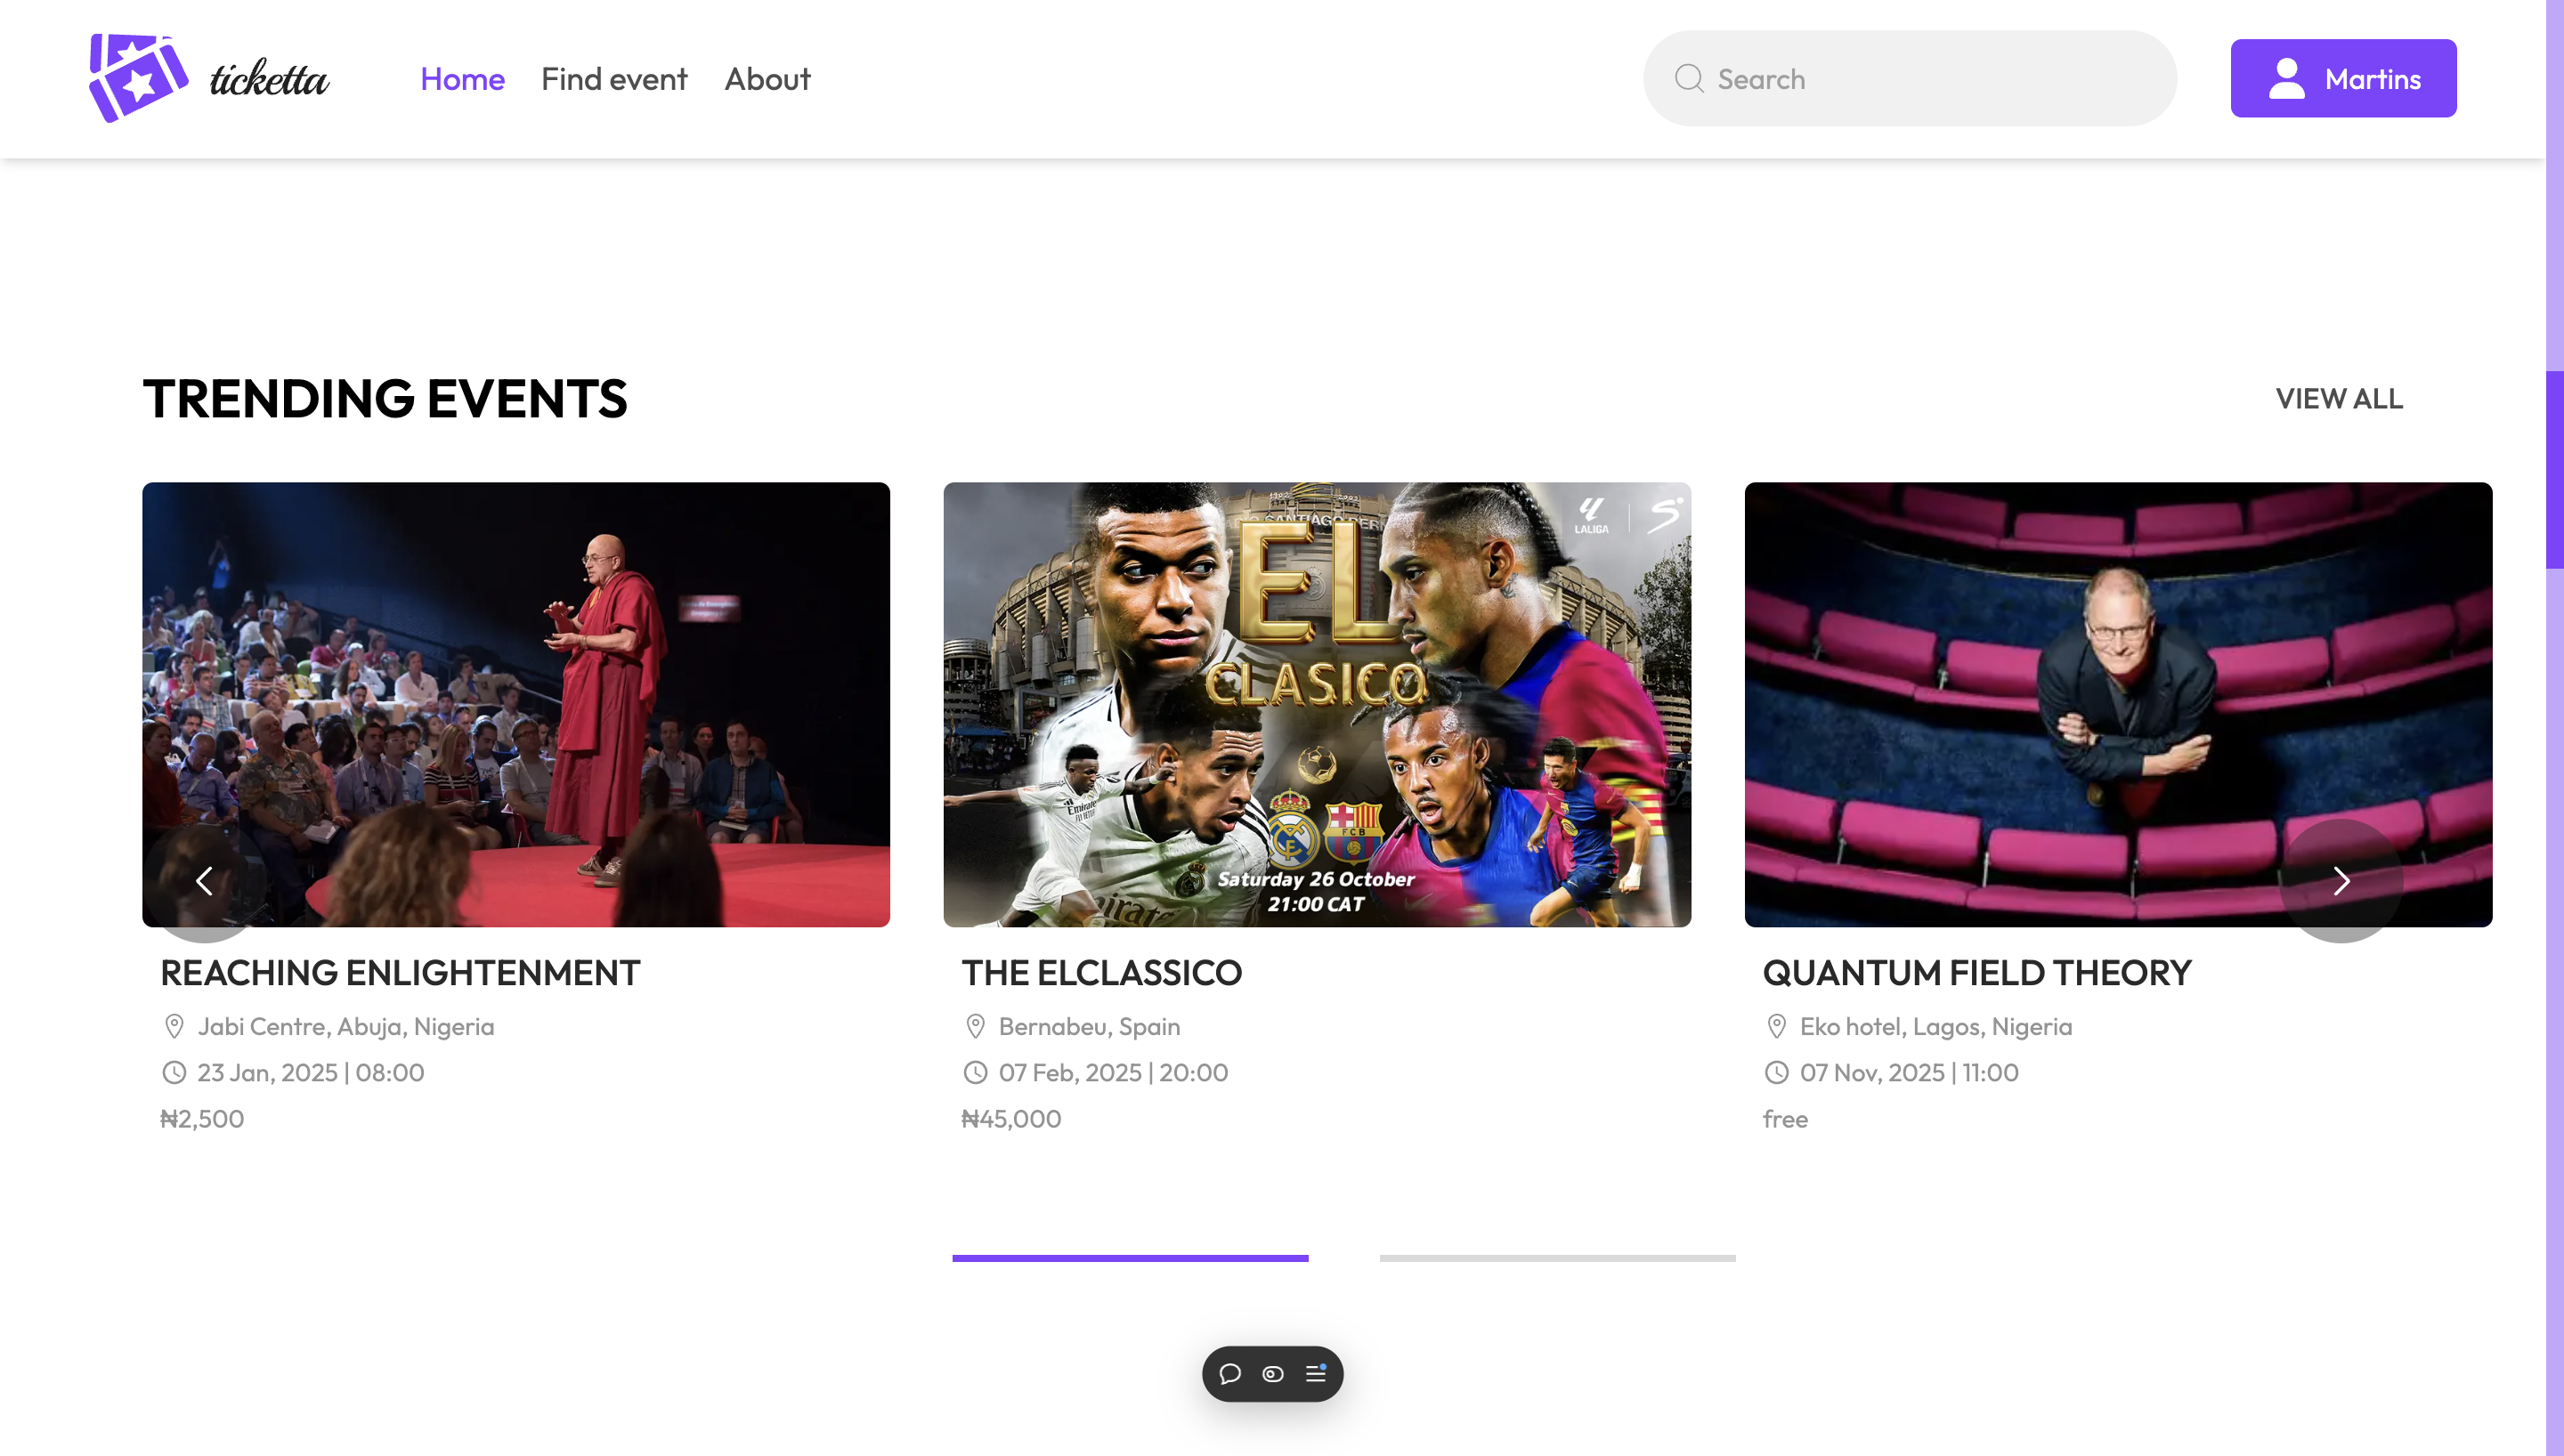 ticketta
Home
Find event
About
Search
Martins
TRENDING EVENTS
VIEW ALL
LALIGA
EL
CLASICO
Emirates
FCB
Saturday 26 October
21:00 CAT
REACHING ENLIGHTENMENT
Jabi Centre, Abuja, Nigeria
23 Jan, 2025 | 08:00
₦2,500
THE ELCLASSICO
Bernabeu, Spain
07 Feb, 2025 | 20:00
₦45,000
QUANTUM FIELD THEORY
Eko hotel, Lagos, Nigeria
07 Nov, 2025 | 11:00
free